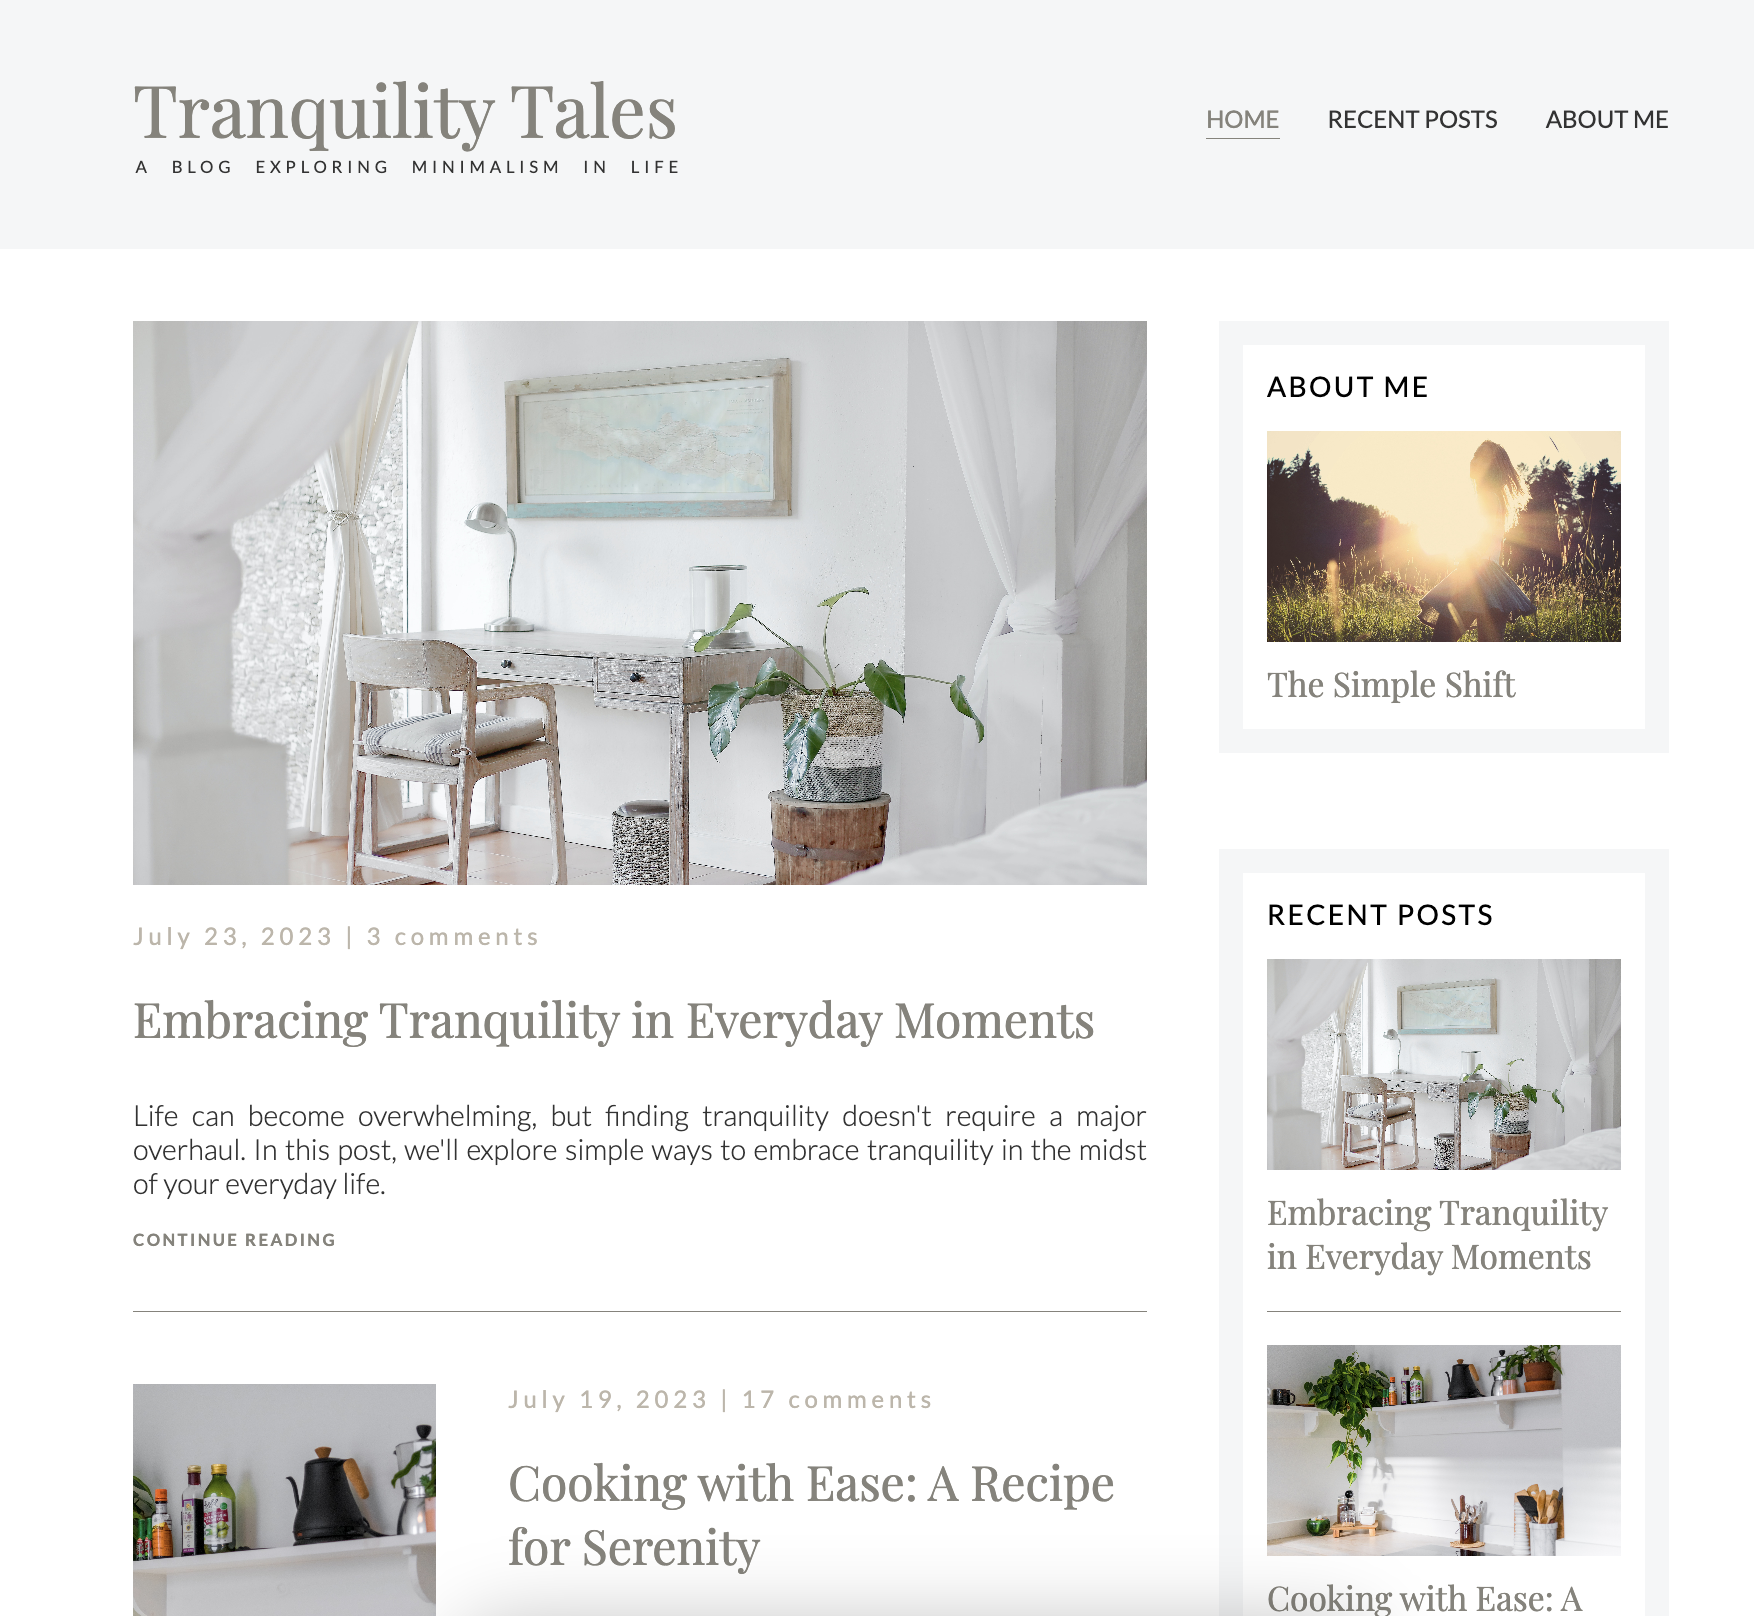 Tranquility Tales
A BLOG EXPLORING MINIMALISM IN LIFE
HOME RECENT POSTS ABOUT ME
July 23, 2023 | 3 comments
Embracing Tranquility in Everyday Moments
Life can become overwhelming, but finding tranquility doesn't require a major
overhaul. In this post, we'll explore simple ways to embrace tranquility in the midst
of your everyday life.
CONTINUE READING
July 19, 2023 | 17 comments
Cooking with Ease: A Recipe
for Serenity
ABOUT ME
The Simple Shift
RECENT POSTS
Embracing Tranquility
in Everyday Moments
Cooking with Ease: A